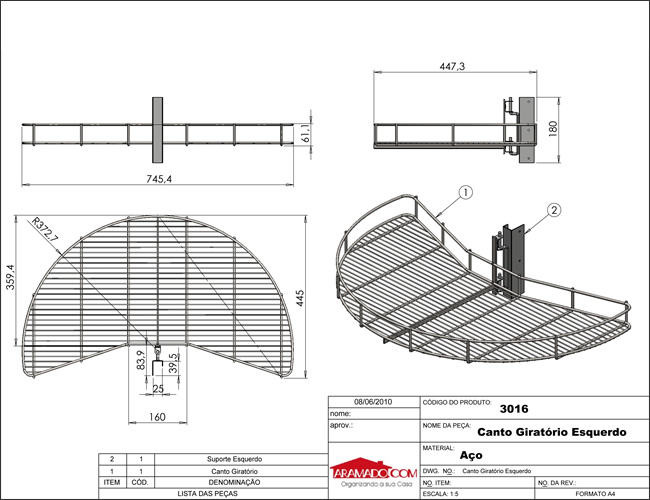 447,3
61,1
180
745,4
1
2
R372,7
359,4
445
83,9
39,5
25
160
08/06/2010
CÓDIGO DO PRODUTO:
3016
nome:
aprov.:
NOME DA PEÇA:
Canto Giratório Esquerdo
MATERIAL:
Aço
2 1 Suporte Esquerdo
1 1 Canto Giratório
ITEM CÓD. DENOMINAÇÃO
LISTA DAS PEÇAS
ARAMADO.COM
Organizando a sua Casa
DWG. No.: Canto Giratório Esquerdo
No. ITEM:
No. DA REV.:
ESCALA: 1:5
FORMATO A4